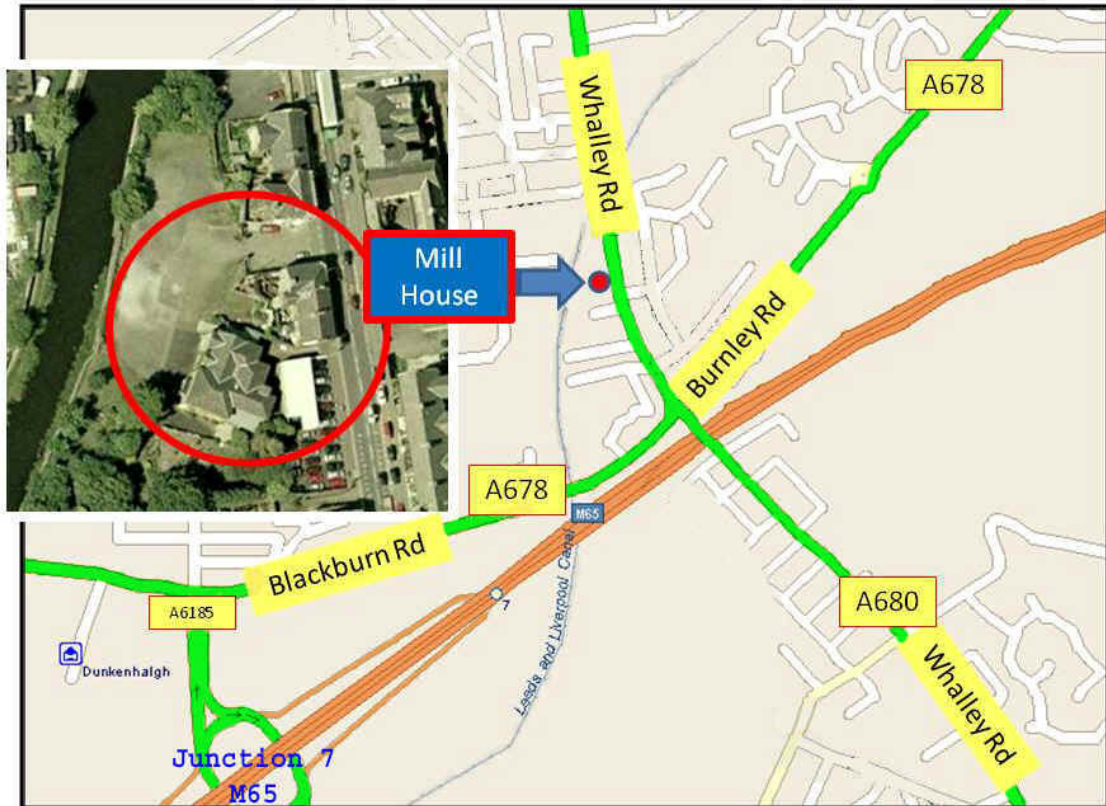 Whalley Rd
A678
Mill
House
Burnley Rd
A678
M65
Blackburn Rd
Leeds and Liverpool Canal
7
A6185
A680
Dunkenhalgh
Whalley Rd
Junction 7
M65